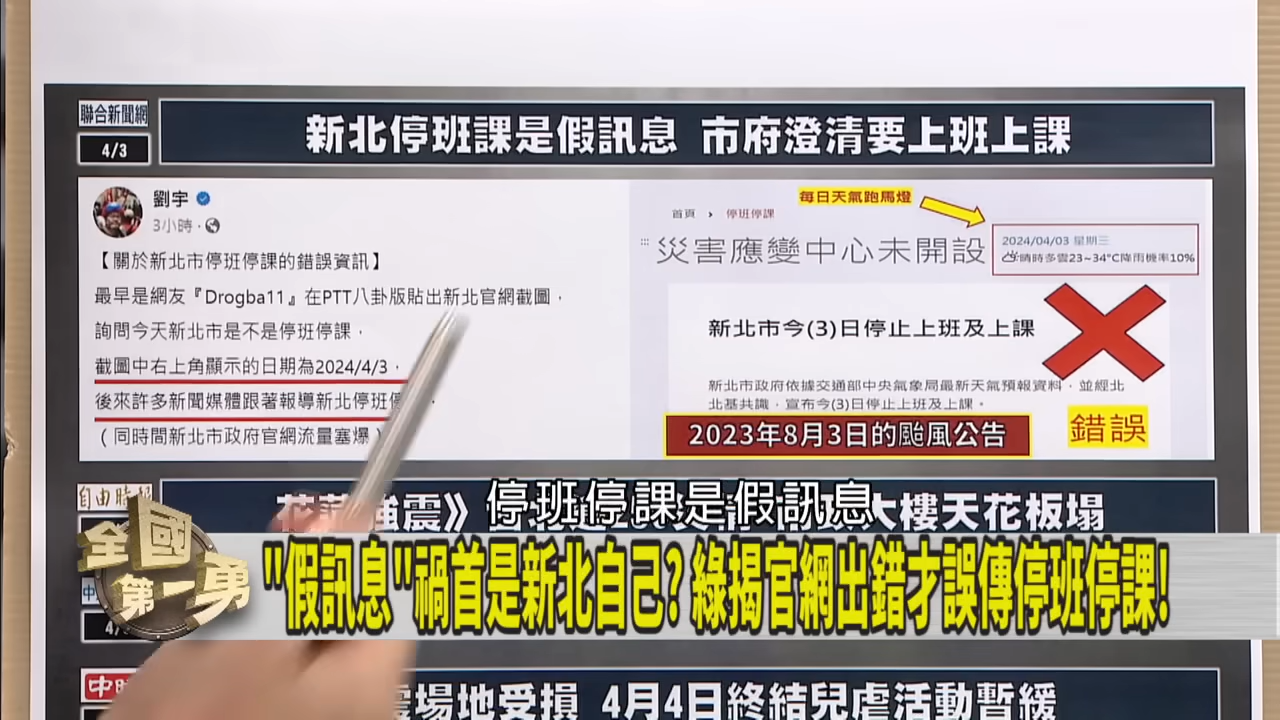 聯合新聞網
4/3
新北停班課是假訊息 市府澄清要上班上課
劉宇
3小時
【關於新北市停班停課的錯誤資訊】
最早是網友『Drogba11』在PTT八卦版貼出新北官網截圖，
詢問今天新北市是不是停班停課，
截圖中右上角顯示的日期為2024/4/3，
後來許多新聞媒體跟著報導新北停班
（同時間新北市政府官網流量塞爆）
每日天氣跑馬燈
首頁 › 停班停課
災害應變中心未開設
2024/04/03 星期三
晴時多雲23~34°C降雨機率10%
新北市今(3)日停止上班及上課
新北市政府依據交通部中央氣象局最新天氣預報資料，並經北
北基共識，宣布今(3)日停止上班及上課。
2023年8月3日的颱風公告
錯誤
自由時報
強震》
大樓天花板塌
停班停課是假訊息
全國第一勇
"假訊息"禍首是新北自己?綠揭官網出錯才誤傳停班停課!
中
4/
中時
場地受損 4月4日終結兒虐活動暫緩